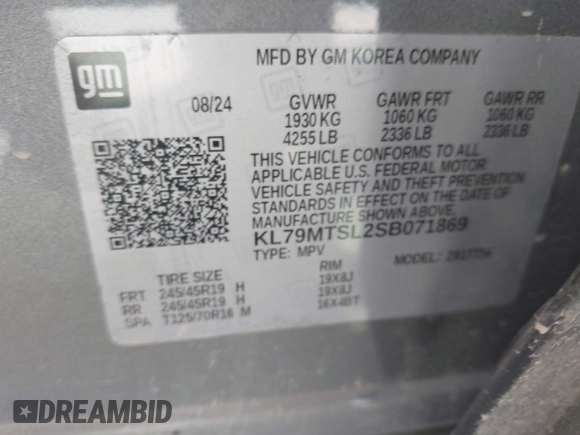 gm
MFD BY GM KOREA COMPANY
08/24 GVWR GAWR FRT GAWR RR
1930 KG 1060 KG 1060 KG
4255 LB 2336 LB 2336 LB
THIS VEHICLE CONFORMS TO ALL
APPLICABLE U.S. FEDERAL MOTOR
VEHICLE SAFETY AND THEFT PREVENTION
STANDARDS IN EFFECT ON THE DATE OF
MANUFACTURE SHOWN ABOVE.
KL79MTSL2SB071869
TYPE: MPV MODEL:
TIRE SIZE RIM
FRT 245/45R19 H 19X8J
RR 245/45R19 H 19X8J
SPA T125/70R16 M 16X4BT
DREAMBID